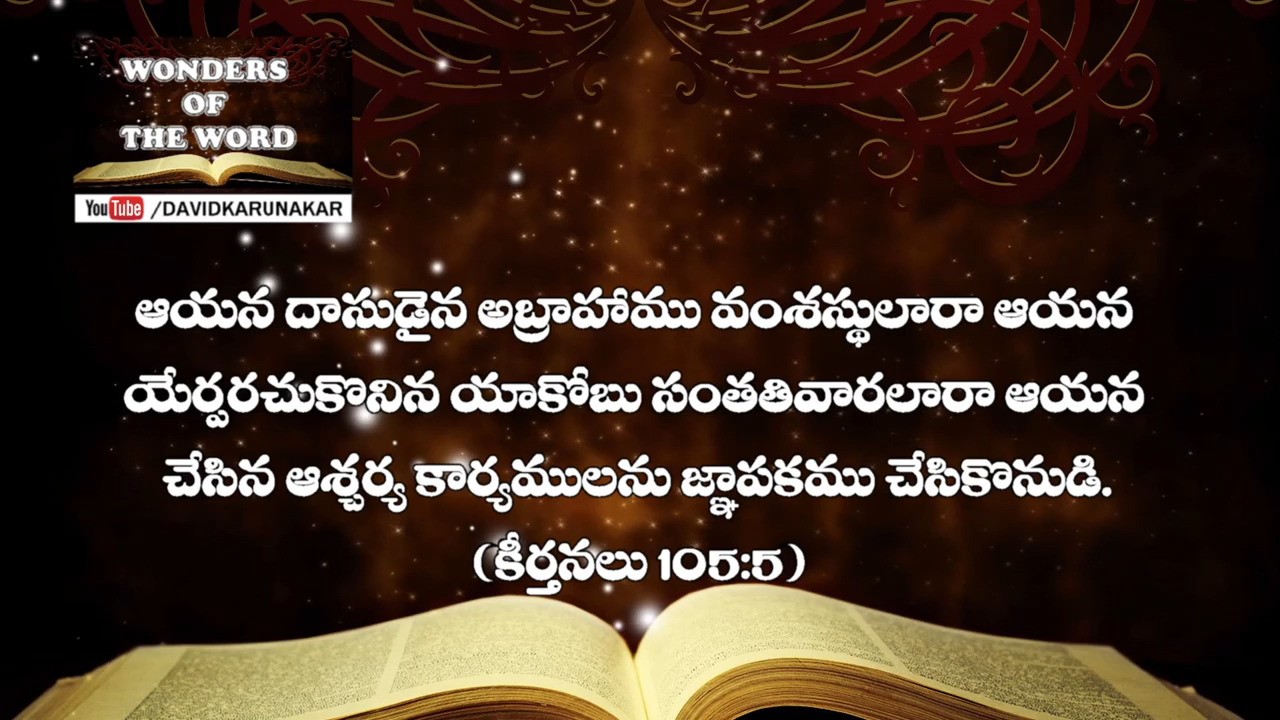 WONDERS
OF
THE WORD
YouTube /DAVIDKARUNAKAR
ఆయన దాసుడైన అబ్రాహాము వంశస్థులారా ఆయన
యేర్పరచుకొనిన యాకోబు సంతతివారలారా ఆయన
చేసిన ఆశ్చర్య కార్యములను జ్ఞాపకము చేసికొనుడి.
(కీర్తనలు 105:5)